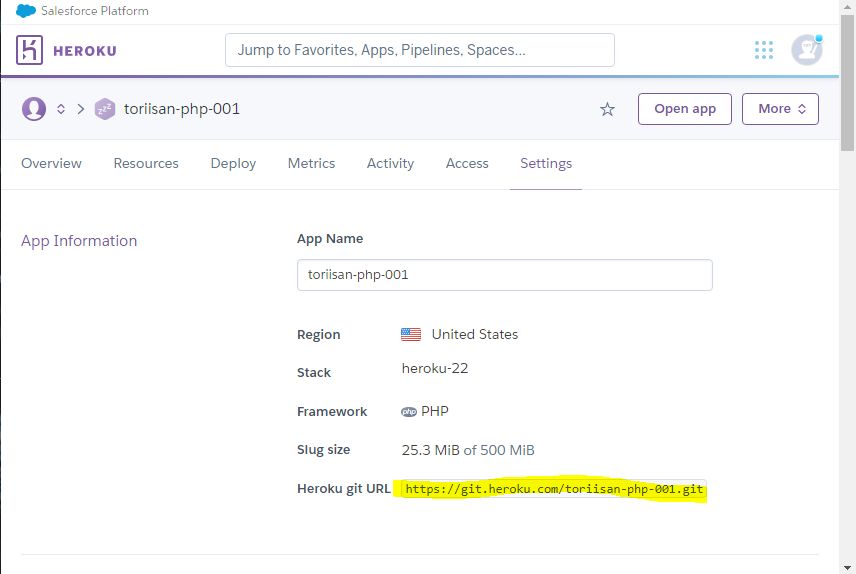 Salesforce Platform
HEROKU
Jump to Favorites, Apps, Pipelines, Spaces...
toriisan-php-001
Open app
More
Overview
Resources
Deploy
Metrics
Activity
Access
Settings
App Information
App Name
toriisan-php-001
Region
United States
Stack
heroku-22
Framework
php PHP
Slug size
25.3 MiB of 500 MiB
Heroku git URL
https://git.heroku.com/toriisan-php-001.git